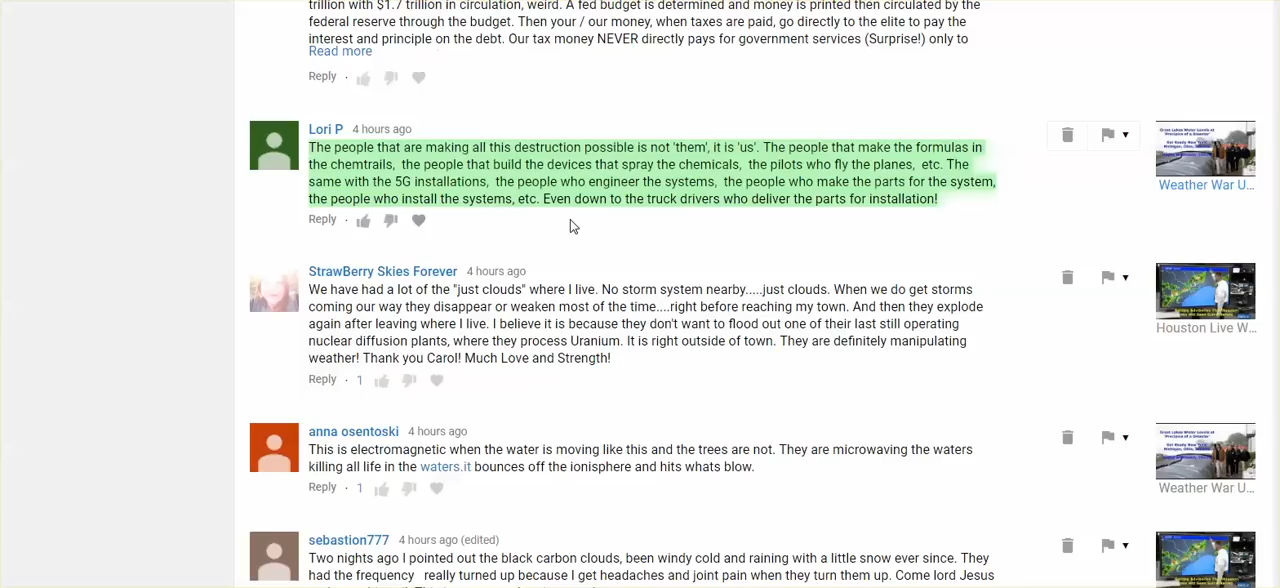 trillion with $1.7 trillion in circulation, weird. A fed budget is determined and money is printed then circulated by the
federal reserve through the budget. Then your / our money, when taxes are paid, go directly to the elite to pay the
interest and principle on the debt. Our tax money NEVER directly pays for government services (Surprise!) only to
Read more
Reply
Lori P 4 hours ago
The people that are making all this destruction possible is not 'them', it is 'us'. The people that make the formulas in
the chemtrails, the people that build the devices that spray the chemicals, the pilots who fly the planes, etc. The
same with the 5G installations, the people who engineer the systems, the people who make the parts for the system,
the people who install the systems, etc. Even down to the truck drivers who deliver the parts for installation!
Reply
Weather War U...
StrawBerry Skies Forever 4 hours ago
We have had a lot of the "just clouds" where I live. No storm system nearby.....just clouds. When we do get storms
coming our way they disappear or weaken most of the time....right before reaching my town. And then they explode
again after leaving where I live. I believe it is because they don't want to flood out one of their last still operating
nuclear diffusion plants, where they process Uranium. It is right outside of town. They are definitely manipulating
weather! Thank you Carol! Much Love and Strength!
Reply · 1
Houston Live W...
anna osentoski 4 hours ago
This is electromagnetic when the water is moving like this and the trees are not. They are microwaving the waters
killing all life in the waters.it bounces off the ionisphere and hits whats blow.
Reply · 1
Weather War U...
sebastion777 4 hours ago (edited)
Two nights ago I pointed out the black carbon clouds, been windy cold and raining with a little snow ever since. They
had the frequency really turned up because I get headaches and joint pain when they turn them up. Come lord Jesus